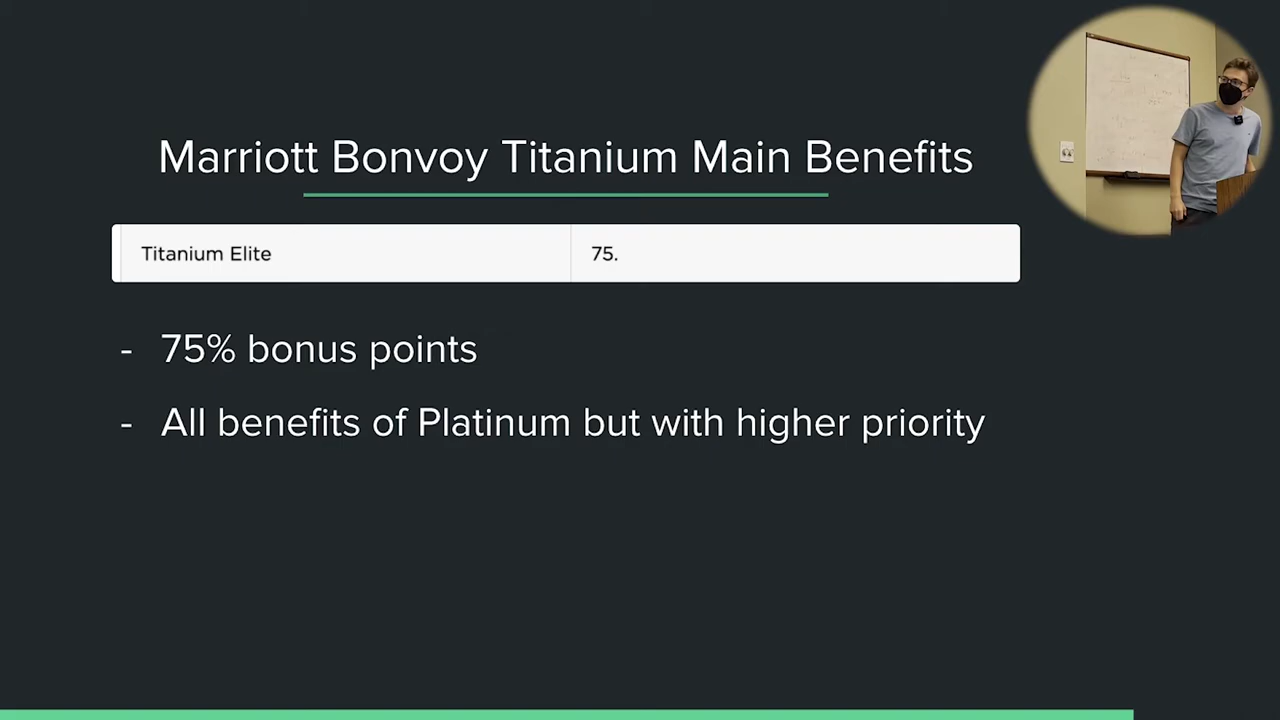 Marriott Bonvoy Titanium Main Benefits
Titanium Elite 75.
- 75% bonus points
- All benefits of Platinum but with higher priority